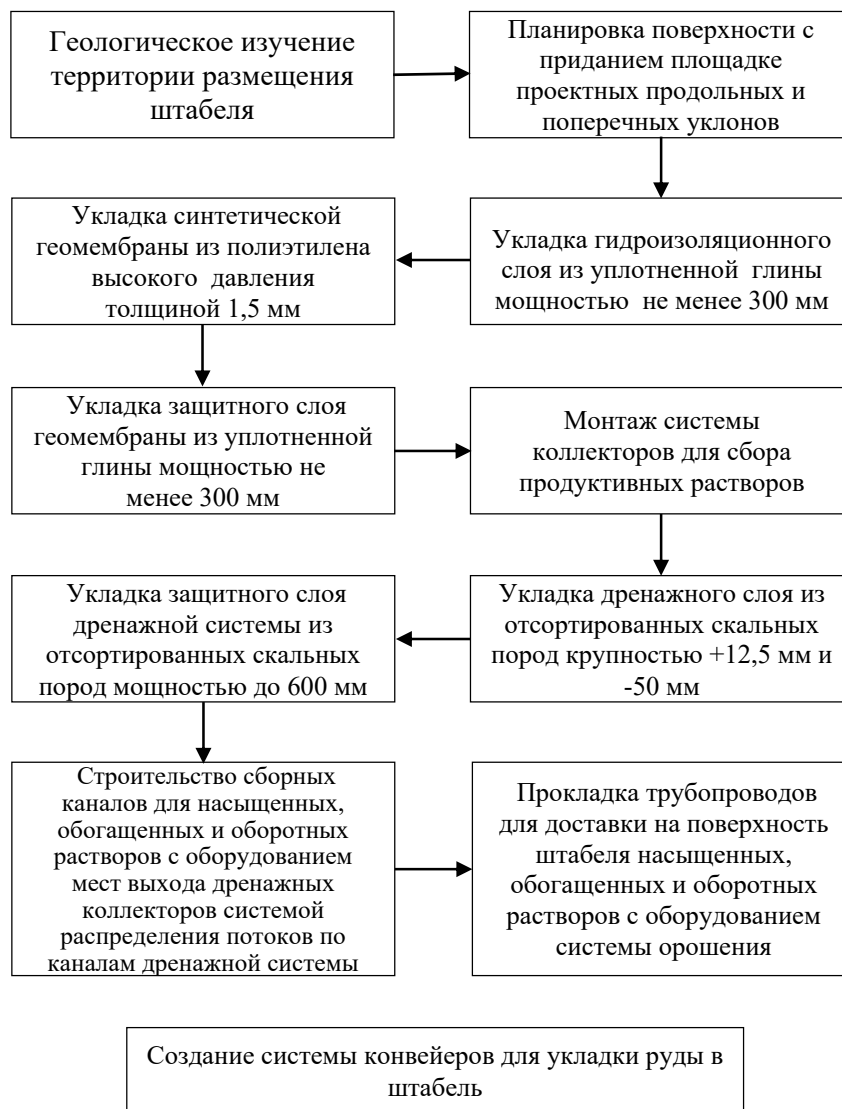 Геологическое изучение
территории размещения
штабеля
Планировка поверхности с
приданием площадке
проектных продольных и
поперечных уклонов
Укладка гидроизоляционного
слоя из уплотненной глины
мощностью не менее 300 мм
Укладка синтетической
геомембраны из полиэтилена
высокого давления
толщиной 1,5 мм
Укладка защитного слоя
геомембраны из уплотненной
глины мощностью не
менее 300 мм
Монтаж системы
коллекторов для сбора
продуктивных растворов
Укладка дренажного слоя из
отсортированных скальных
пород крупностью +12,5 мм и
-50 мм
Укладка защитного слоя
дренажной системы из
отсортированных скальных
пород мощностью до 600 мм
Строительство сборных
каналов для насыщенных,
обогащенных и оборотных
растворов с оборудованием
мест выхода дренажных
коллекторов системой
распределения потоков по
каналам дренажной системы
Прокладка трубопроводов
для доставки на поверхность
штабеля насыщенных,
обогащенных и оборотных
растворов с оборудованием
системы орошения
Создание системы конвейеров для укладки руды в
штабель